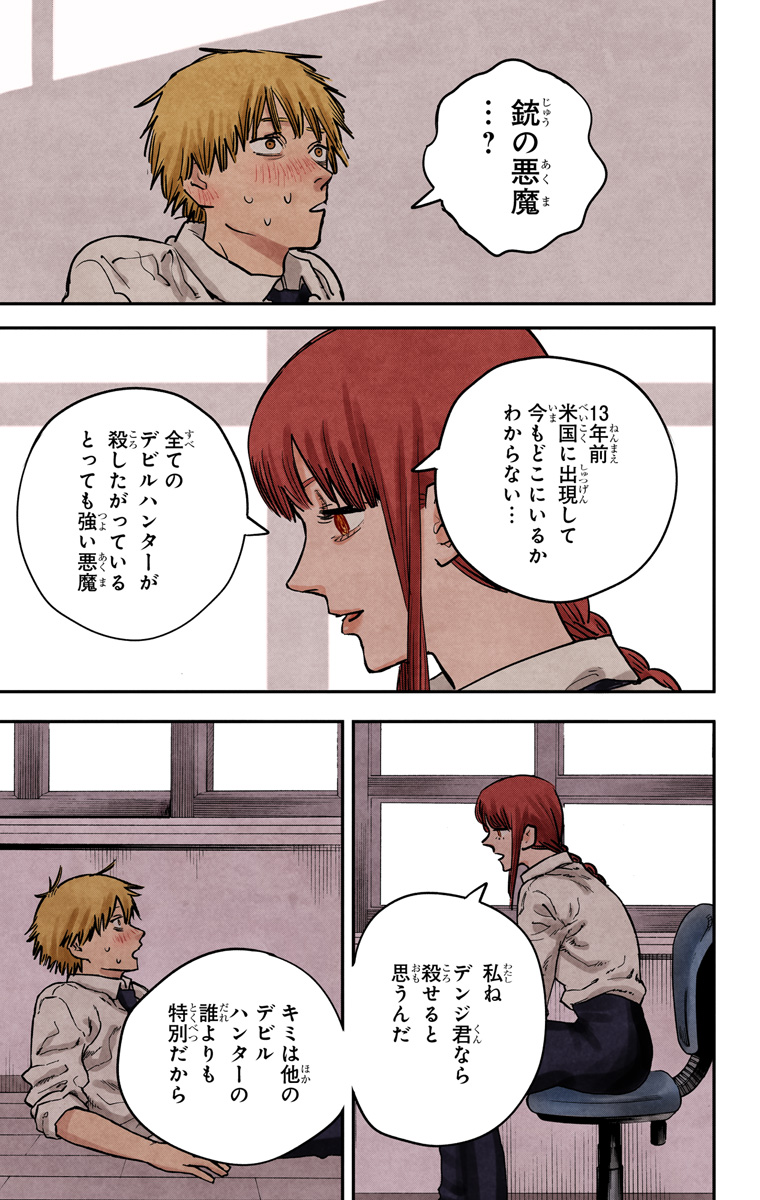 銃の悪魔
…?
13年前
米国に出現して
今もどこにいるか
わからない…
全ての
デビルハンターが
殺したがっている
とっても強い悪魔
私ね
デンジ君なら
殺せると
思うんだ
キミは他の
デビル
ハンターの
誰よりも
特別だから